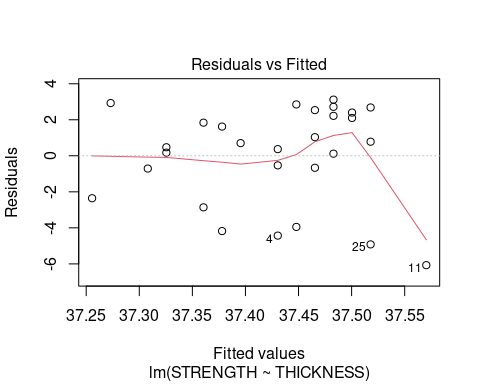 Residuals vs Fitted
Residuals
4
2
0
-2
-4
-6
4
25
11
37.25 37.30 37.35 37.40 37.45 37.50 37.55
Fitted values
lm(STRENGTH ~ THICKNESS)